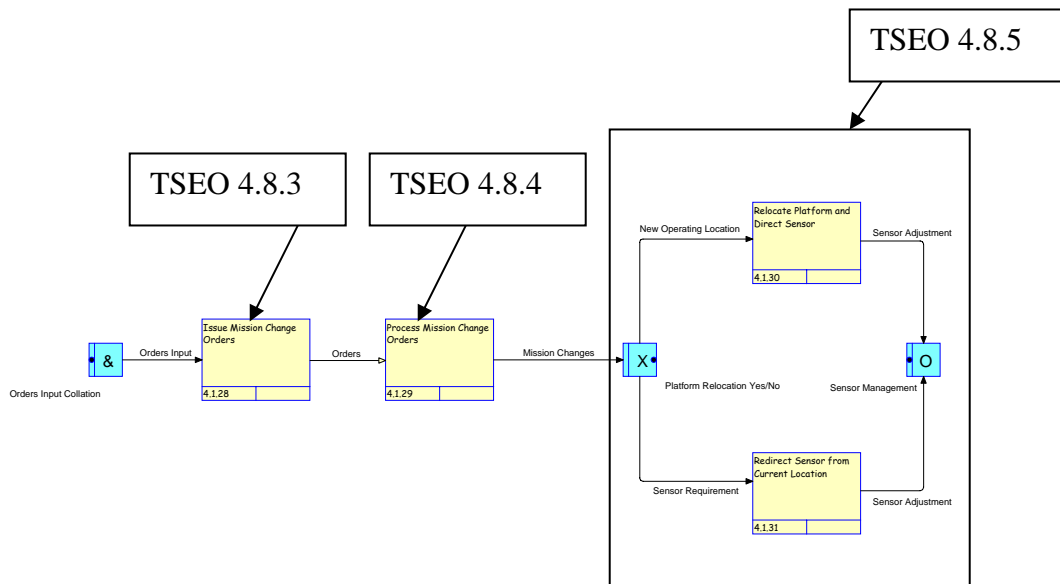 TSEO 4.8.5
TSEO 4.8.3
TSEO 4.8.4
Relocate Platform and
Direct Sensor
4.1.30
New Operating Location
Sensor Adjustment
Issue Mission Change
Orders
4.1.28
Process Mission Change
Orders
4.1.29
&
Orders Input
Orders
Mission Changes
X
O
Orders Input Collation
Platform Relocation Yes/No
Sensor Management
Redirect Sensor from
Current Location
4.1.31
Sensor Requirement
Sensor Adjustment